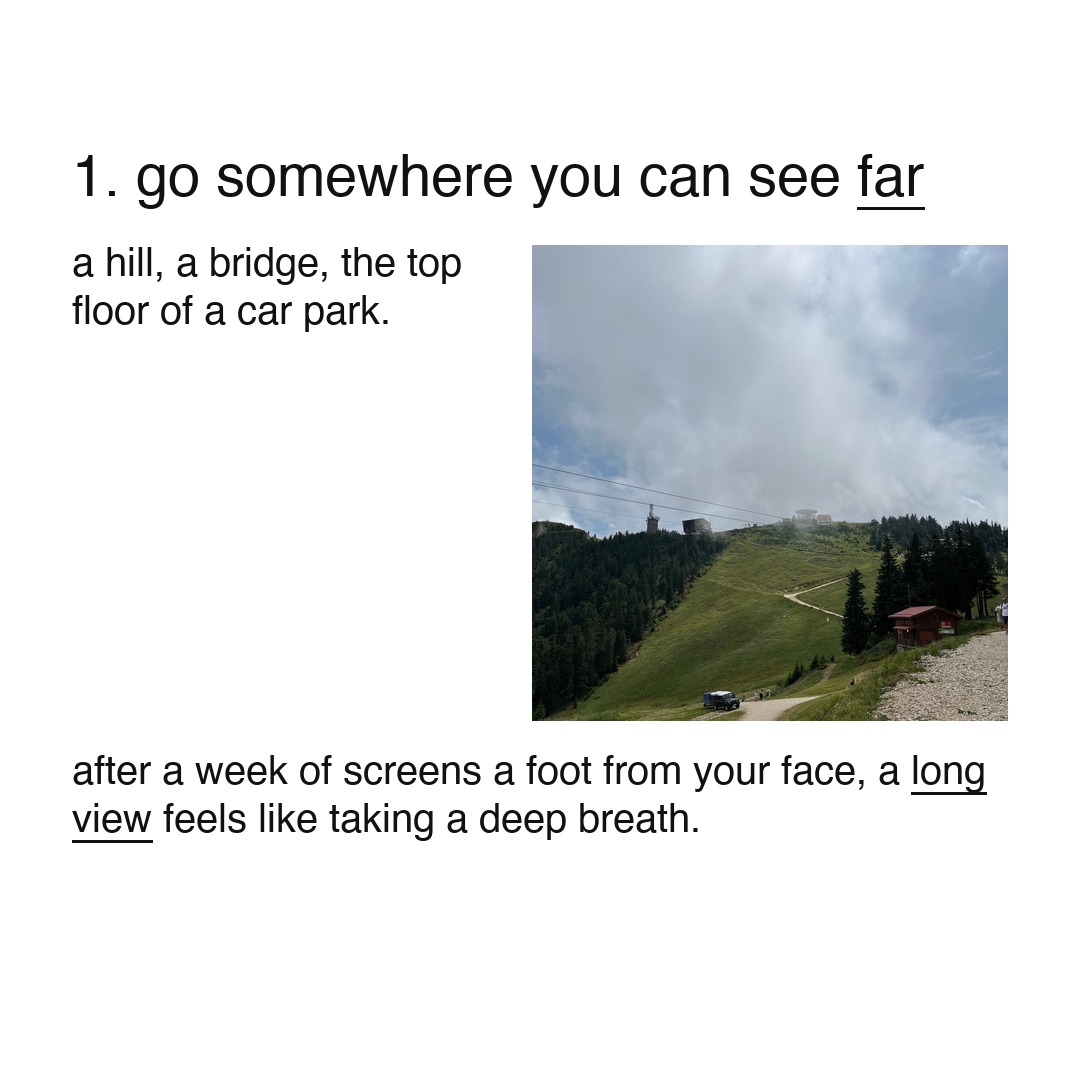 1. go somewhere you can see far
a hill, a bridge, the top
floor of a car park.
after a week of screens a foot from your face, a long
view feels like taking a deep breath.